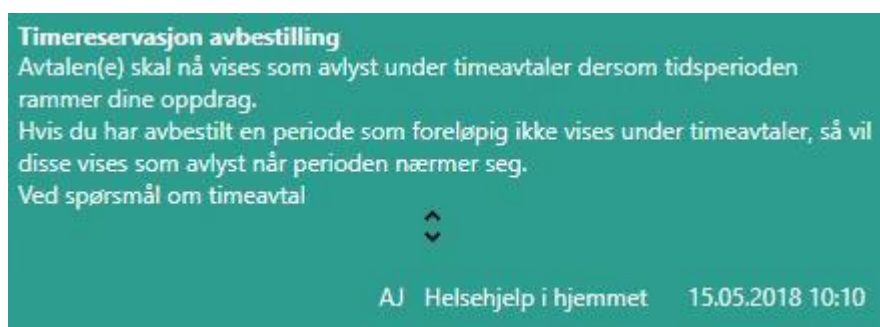 Timereservasjon avbestilling
Avtalen(e) skal nå vises som avlyst under timeavtaler dersom tidsperioden
rammer dine oppdrag.
Hvis du har avbestilt en periode som foreløpig ikke vises under timeavtaler, så vil
disse vises som avlyst når perioden nærmer seg.
Ved spørsmål om timeavtal
AJ Helsehjelp i hjemmet 15.05.2018 10:10